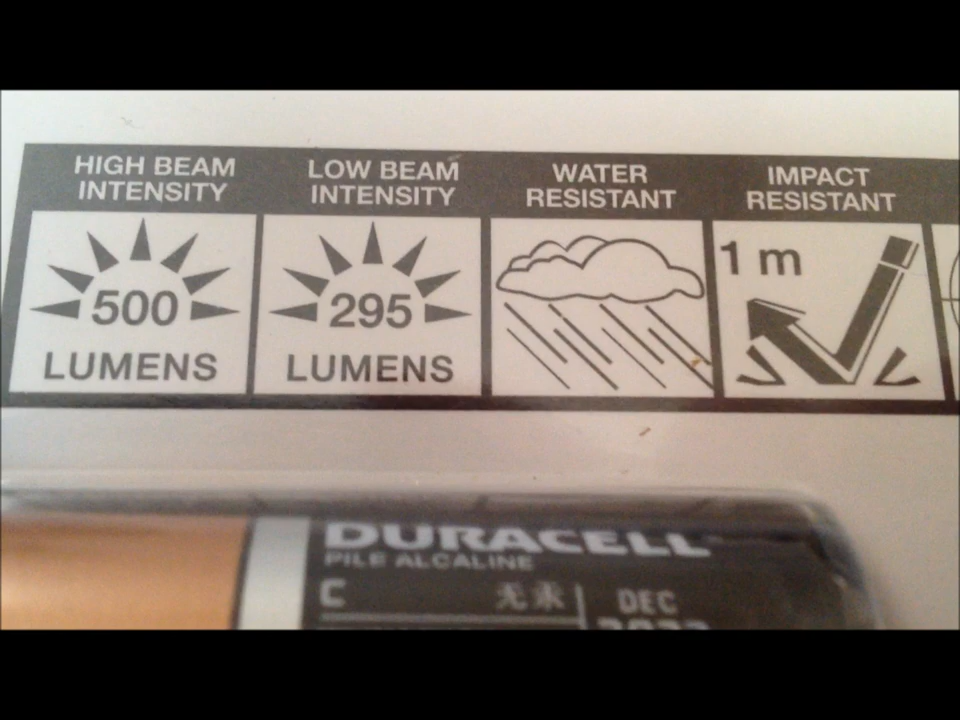 HIGH BEAM
INTENSITY
LOW BEAM
INTENSITY
WATER
RESISTANT
IMPACT
RESISTANT
500
LUMENS
295
LUMENS
1 m
DURACELL
PILE ALCALINE
C
无汞
DEC